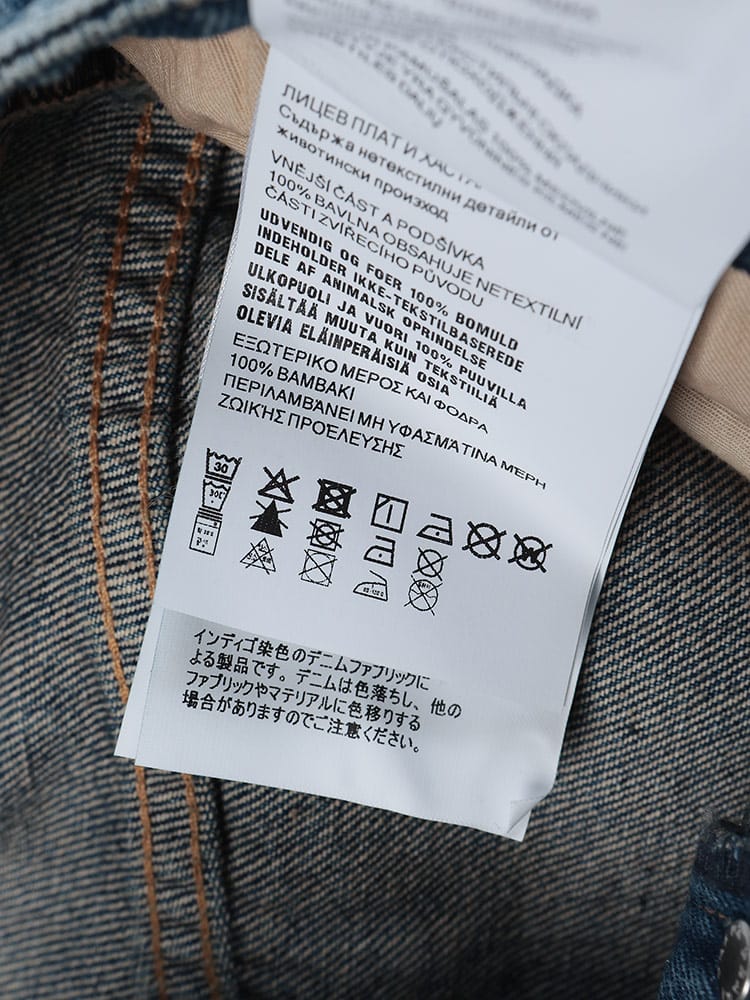 ЛИЦЕВ ПЛАТ И
Съдържа нетекстилни детайли от
животински произход
VNĚJŠÍ ČÁST A PODŠÍVKA
100% BAVLNA OBSAHUJE NETEXTILNÍ
ČÁSTI ZVÍŘECÍHO PŮVODU
UDVENDIG OG FOER 100% BOMULD
INDEHOLDER IKKE-TEKSTILBASEREDE
DELE AF ANIMALSK OPRINDELSE
ULKOPUOLI JA VUORI 100% PUUVILLA
SISÄLTÄÄ MUUTA KUIN TEKSTIILIÄ
OLEVIA ELÄINPERÄISIÄ OSIA
ΕΞΩΤΕΡΙΚΟ ΜΕΡΟΣ ΚΑΙ ΦΟΔΡΑ
100% ΒΑΜΒΑΚΙ
ΠΕΡΙΛΑΜΒΆΝΕΙ ΜΗ ΥΦΑΣΜΆΤΙΝΑ ΜΕΡΗ
ΖΩΙΚΉΣ ΠΡΟΈΛΕΥΣΗΣ
30
インディゴ染色のデニムファブリックに
よる製品です。デニムは色落ちし、他の
ファブリックやマテリアルに色移りする
場合がありますのでご注意ください。